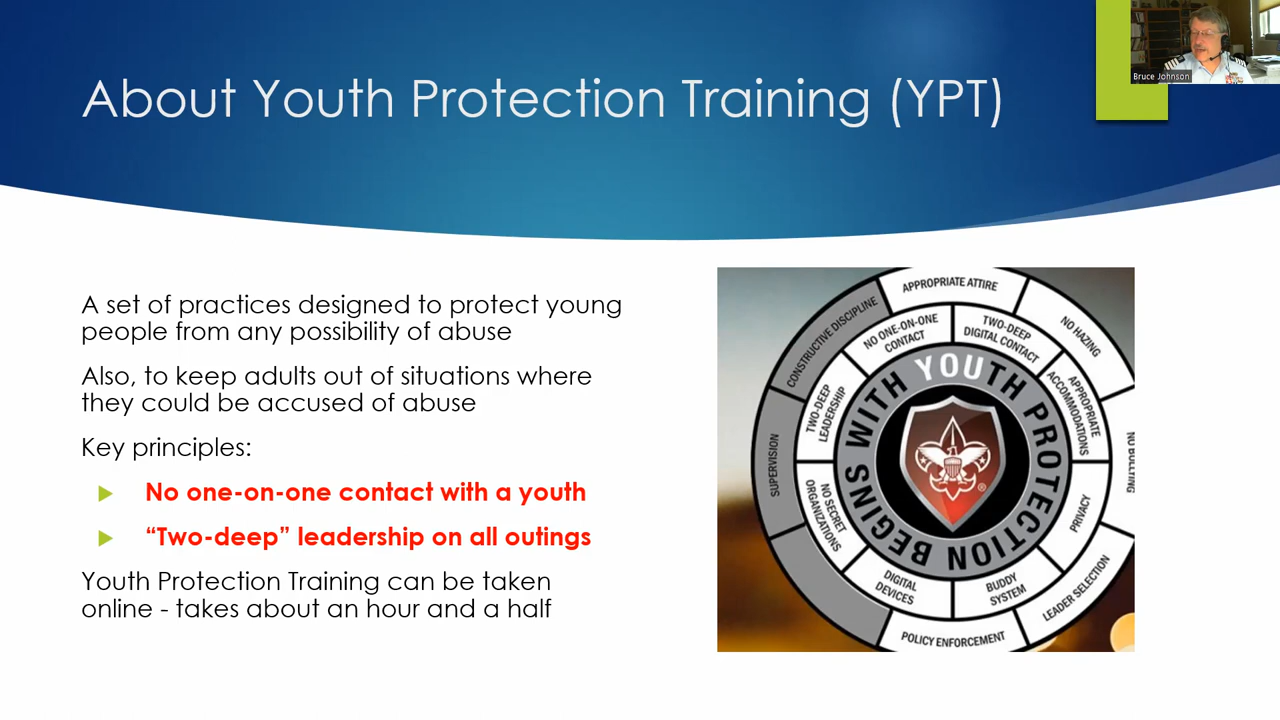 About Youth Protection Training (YPT)
Bruce Johnson
A set of practices designed to protect young
people from any possibility of abuse
Also, to keep adults out of situations where
they could be accused of abuse
Key principles:
No one-on-one contact with a youth
“Two-deep” leadership on all outings
Youth Protection Training can be taken
online - takes about an hour and a half
APPROPRIATE ATTIRE
NO HAZING
NO BULLYING
LEADER SELECTION
POLICY ENFORCEMENT
SUPERVISION
CONSTRUCTIVE DISCIPLINE
NO ONE-ON-ONE
CONTACT
TWO-DEEP
DIGITAL CONTACT
APPROPRIATE
ACCOMMODATIONS
PRIVACY
BUDDY
SYSTEM
DIGITAL
DEVICES
NO SECRET
ORGANIZATIONS
TWO-DEEP
LEADERSHIP
BEGINS WITH YOUTH PROTECTION
®